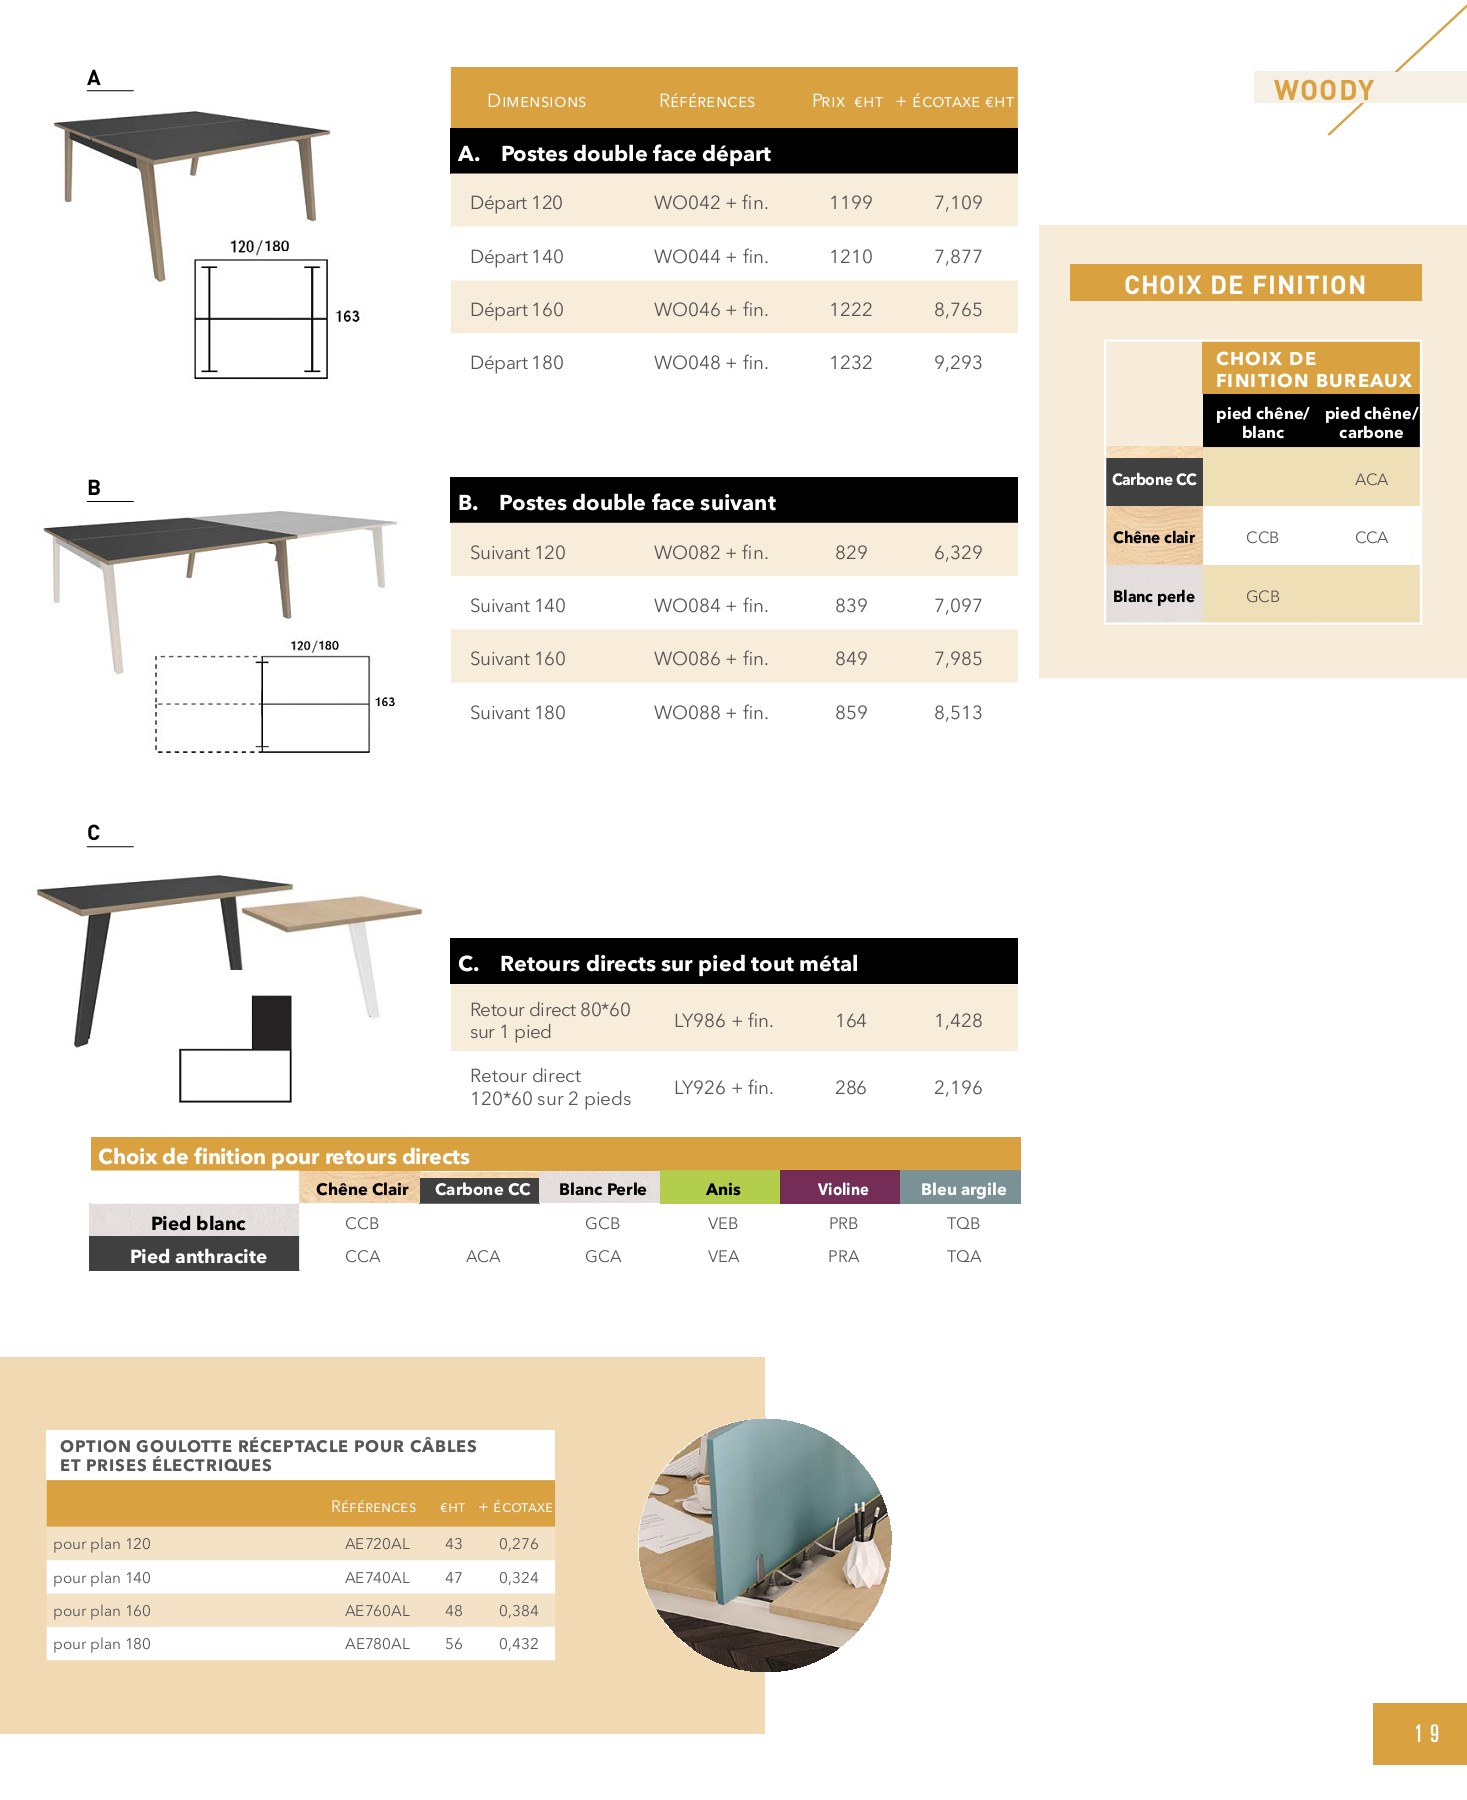 WOODY
A
120/180
163
DIMENSIONS RÉFÉRENCES PRIX €HT + ÉCOTAXE €HT
A. Postes double face départ
Départ 120 WO042 + fin. 1199 7,109
Départ 140 WO044 + fin. 1210 7,877
Départ 160 WO046 + fin. 1222 8,765
Départ 180 WO048 + fin. 1232 9,293
CHOIX DE FINITION
CHOIX DE
FINITION BUREAUX
pied chêne/ pied chêne/
blanc carbone
Carbone CC ACA
Chêne clair CCB CCA
Blanc perle GCB
B
120/180
163
B. Postes double face suivant
Suivant 120 WO082 + fin. 829 6,329
Suivant 140 WO084 + fin. 839 7,097
Suivant 160 WO086 + fin. 849 7,985
Suivant 180 WO088 + fin. 859 8,513
C
C. Retours directs sur pied tout métal
Retour direct 80*60
sur 1 pied LY986 + fin. 164 1,428
Retour direct
120*60 sur 2 pieds LY926 + fin. 286 2,196
Choix de finition pour retours directs
Chêne Clair Carbone CC Blanc Perle Anis Violine Bleu argile
Pied blanc CCB GCB VEB PRB TQB
Pied anthracite CCA ACA GCA VEA PRA TQA
OPTION GOULOTTE RÉCEPTACLE POUR CÂBLES
ET PRISES ÉLECTRIQUES
RÉFÉRENCES €HT + ÉCOTAXE
pour plan 120 AE720AL 43 0,276
pour plan 140 AE740AL 47 0,324
pour plan 160 AE760AL 48 0,384
pour plan 180 AE780AL 56 0,432
19